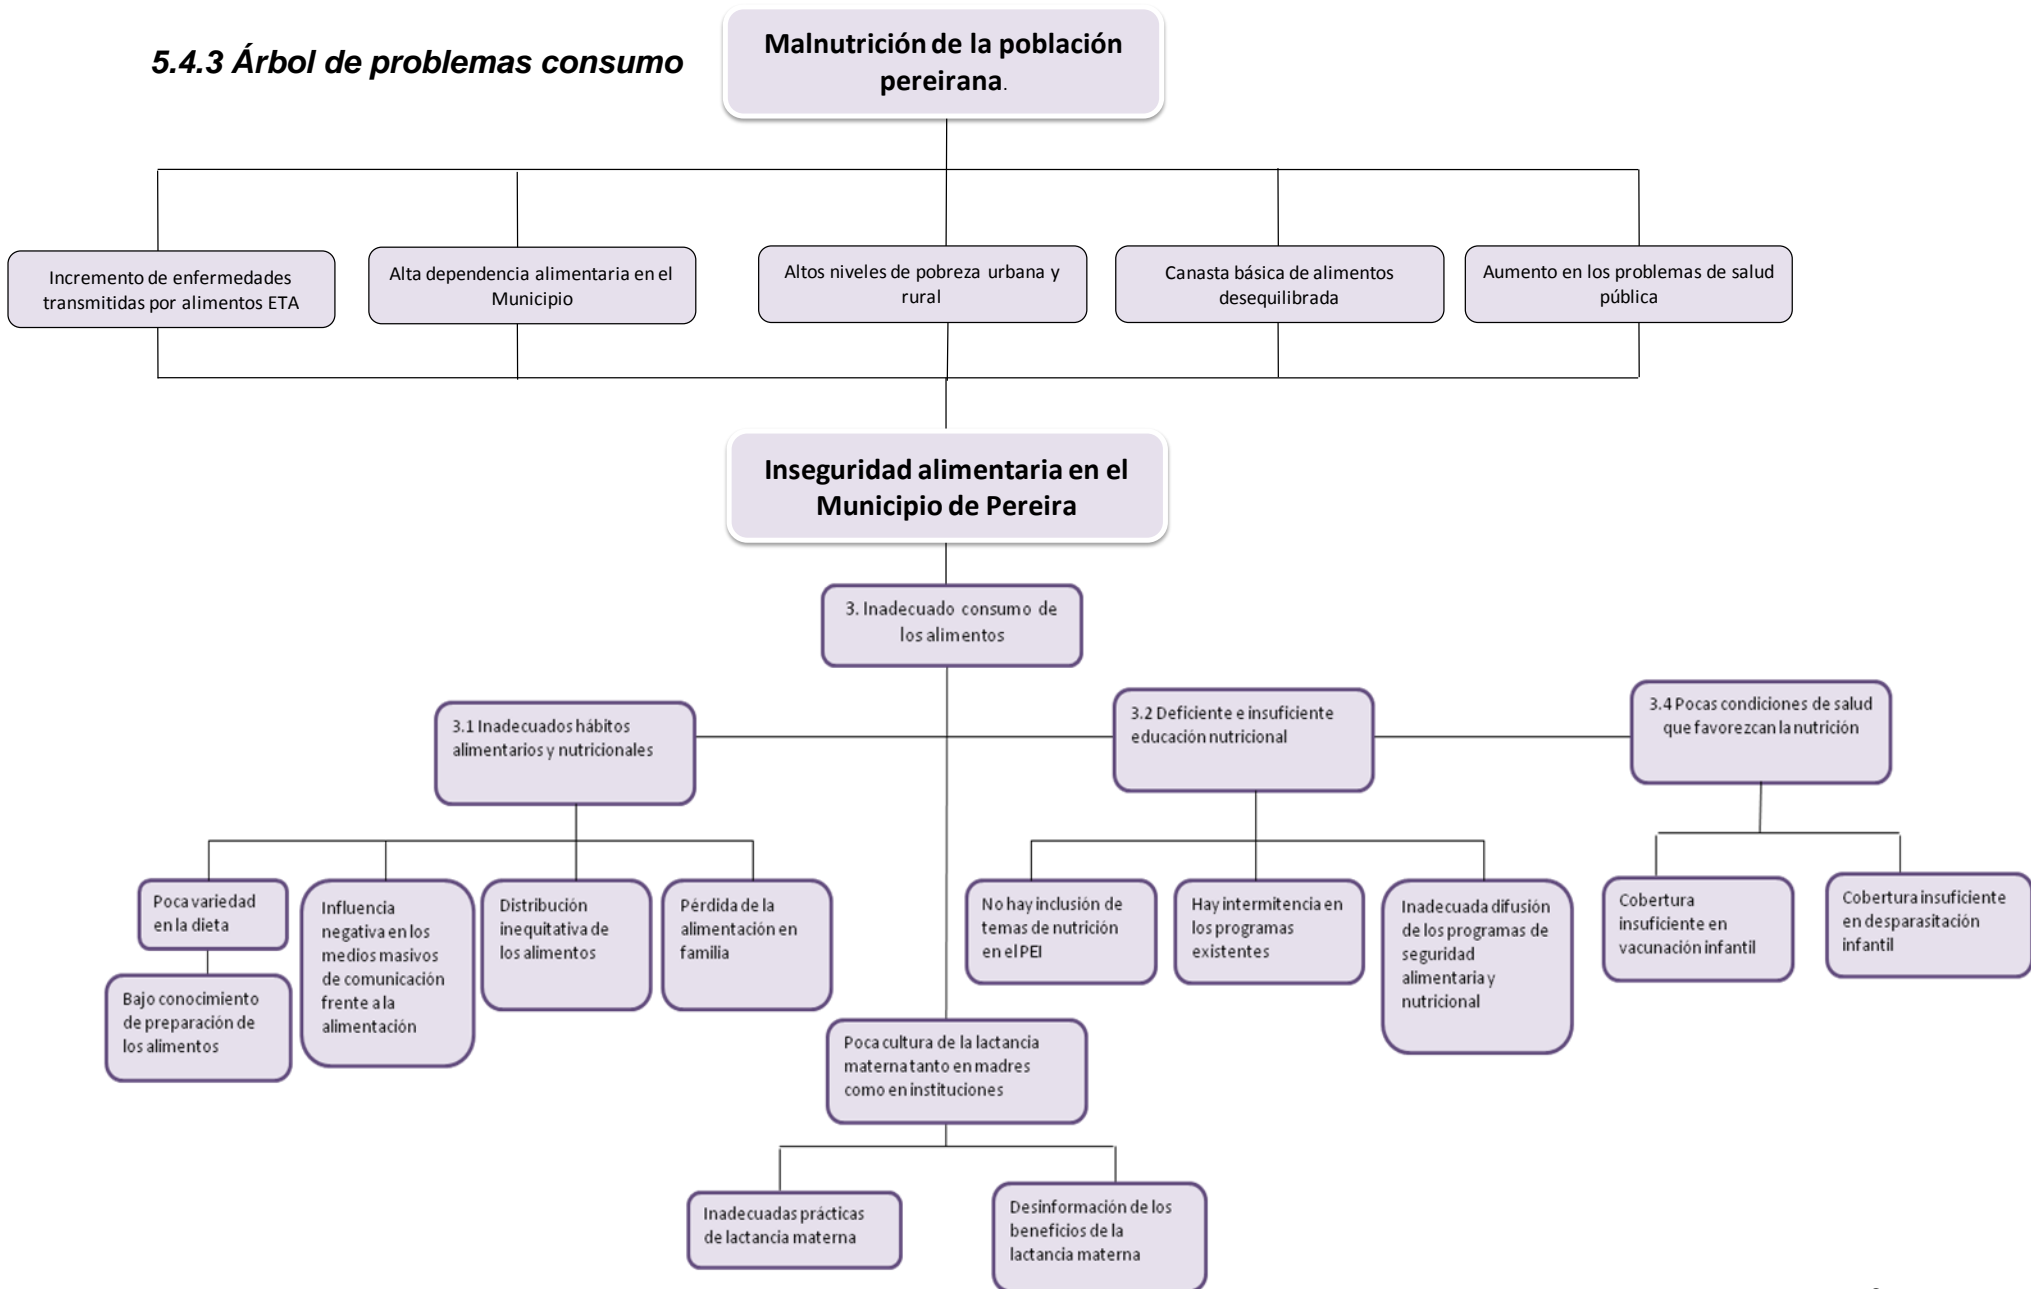 5.4.3 Árbol de problemas consumo
Malnutrición de la población
pereirana.
Incremento de enfermedades
transmitidas por alimentos ETA
Alta dependencia alimentaria en el
Municipio
Altos niveles de pobreza urbana y
rural
Canasta básica de alimentos
desequilibrada
Aumento en los problemas de salud
pública
Inseguridad alimentaria en el
Municipio de Pereira
3. Inadecuado consumo de
los alimentos
3.1 Inadecuados hábitos
alimentarios y nutricionales
3.2 Deficiente e insuficiente
educación nutricional
3.4 Pocas condiciones de salud
que favorezcan la nutrición
Poca variedad
en la dieta
Bajo conocimiento
de preparación de
los alimentos
Influencia
negativa en los
medios masivos
de comunicación
frente a la
alimentación
Distribución
inequitativa de
los alimentos
Pérdida de la
alimentación en
familia
No hay inclusión de
temas de nutrición
en el PEI
Hay intermitencia en
los programas
existentes
Inadecuada difusión
de los programas de
seguridad
alimentaria y
nutricional
Cobertura
insuficiente en
vacunación infantil
Cobertura insuficiente
en desparasitación
infantil
Poca cultura de la lactancia
materna tanto en madres
como en instituciones
Inadecuadas prácticas
de lactancia materna
Desinformación de los
beneficios de la
lactancia materna